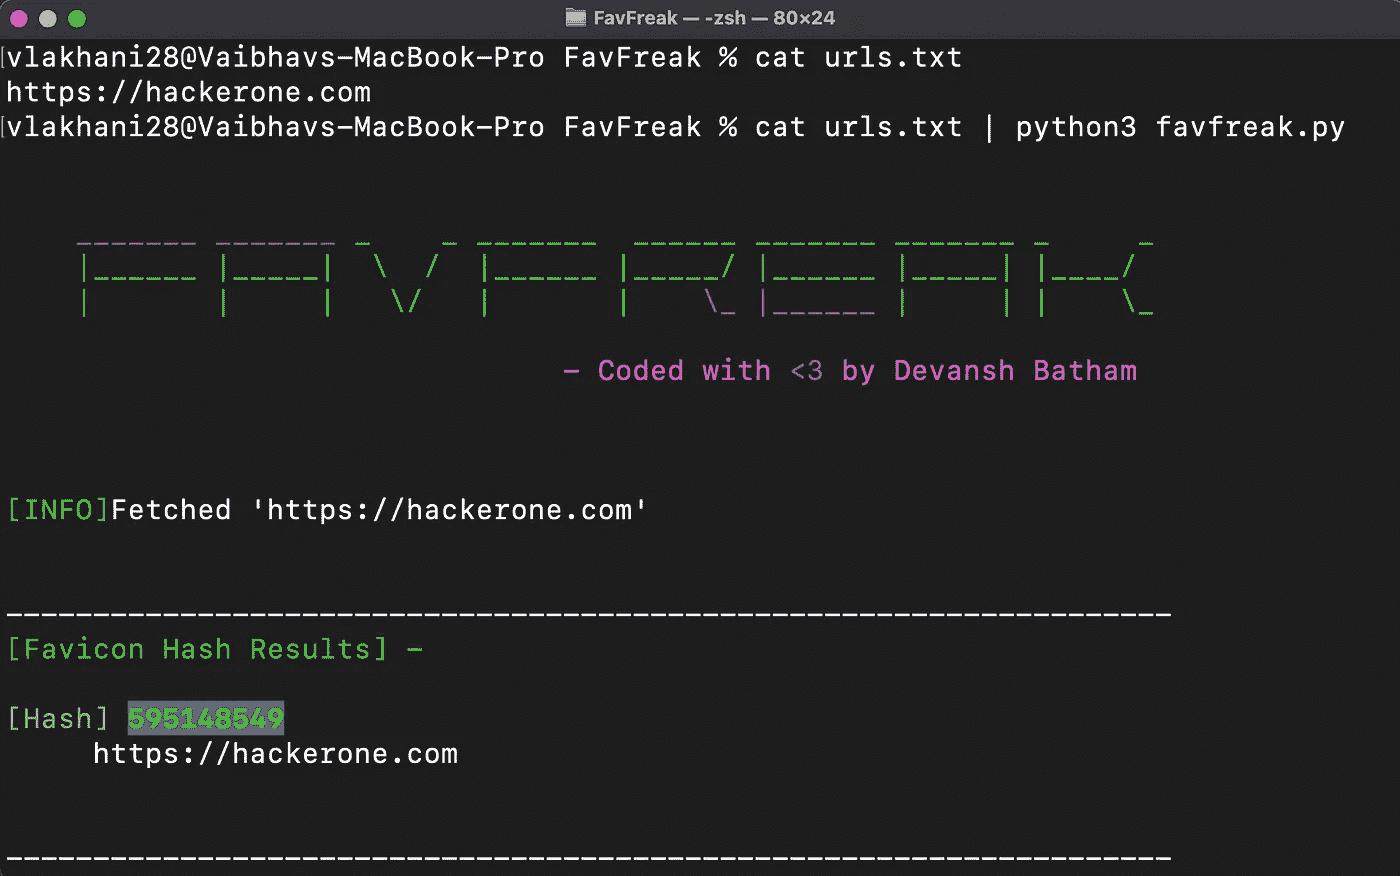 FavFreak — -zsh — 80×24
[vlakhani28@Vaibhavs-MacBook-Pro FavFreak % cat urls.txt
https://hackerone.com
[vlakhani28@Vaibhavs-MacBook-Pro FavFreak % cat urls.txt | python3 favfreak.py
FAVFREAK
- Coded with <3 by Devansh Batham
[INFO]Fetched 'https://hackerone.com'
[Favicon Hash Results] -
[Hash] 595148549
https://hackerone.com